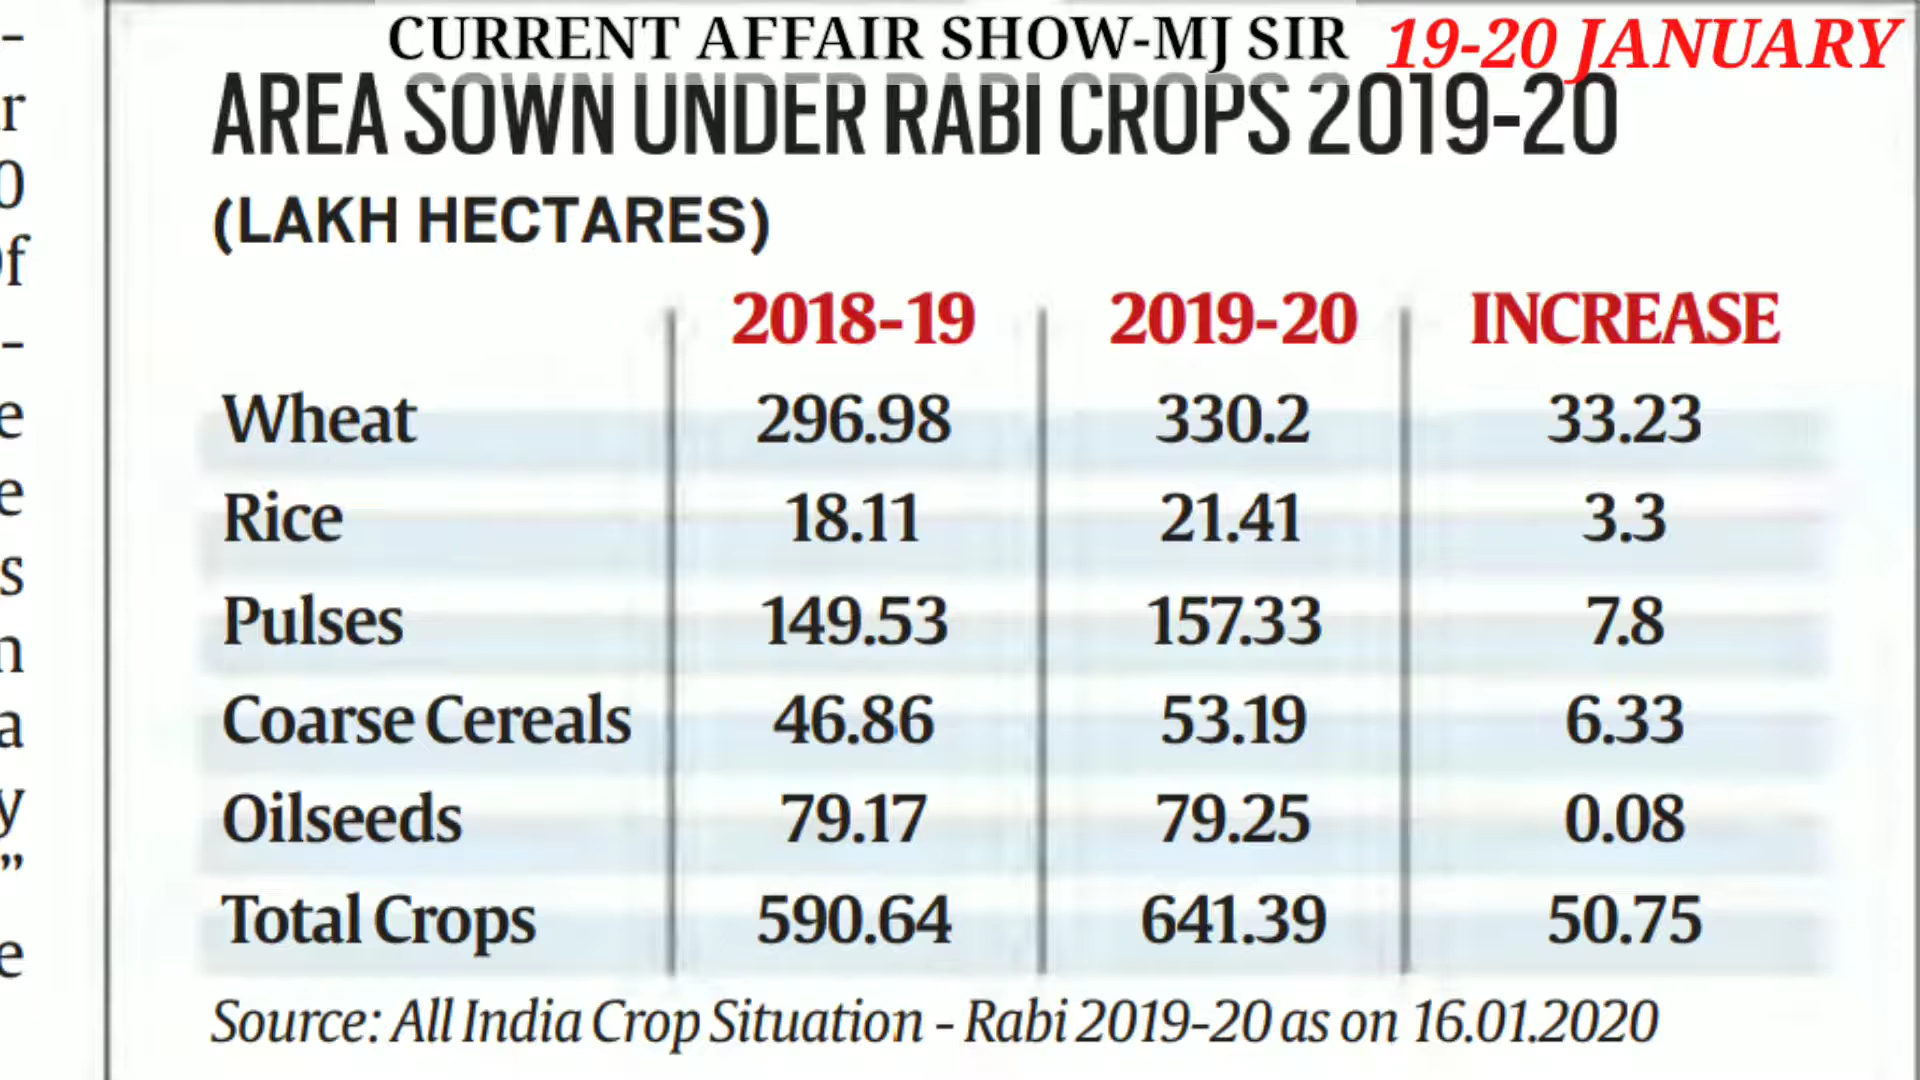 CURRENT AFFAIR SHOW-MJ SIR 19-20 JANUARY
AREA SOWN UNDER RABI CROPS 2019-20
(LAKH HECTARES)
2018-19 2019-20 INCREASE
Wheat 296.98 330.2 33.23
Rice 18.11 21.41 3.3
Pulses 149.53 157.33 7.8
Coarse Cereals 46.86 53.19 6.33
Oilseeds 79.17 79.25 0.08
Total Crops 590.64 641.39 50.75
Source: All India Crop Situation - Rabi 2019-20 as on 16.01.2020